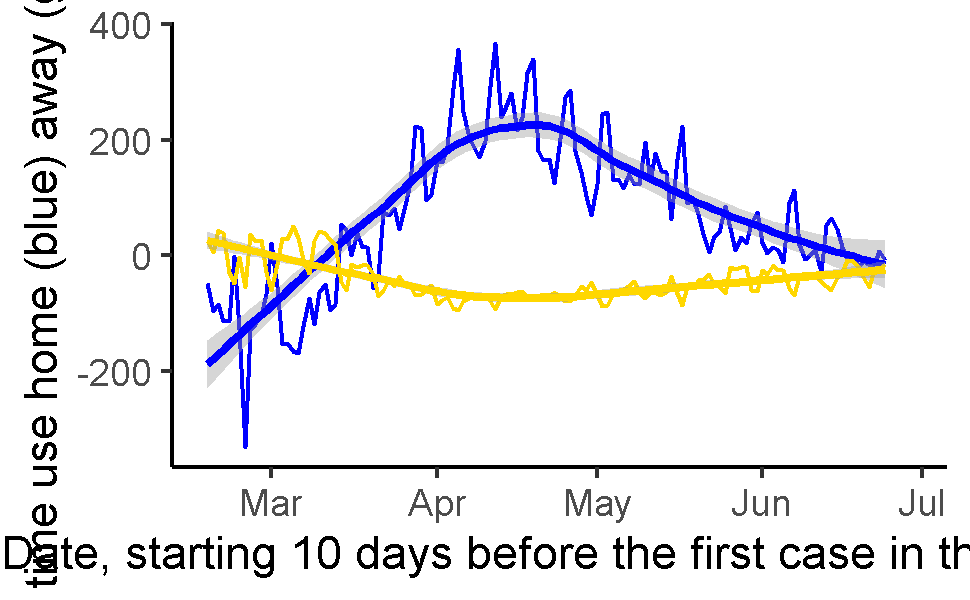 time use home (blue) away (
400
200
0
-200
Mar Apr May Jun Jul
Date, starting 10 days before the first case in th